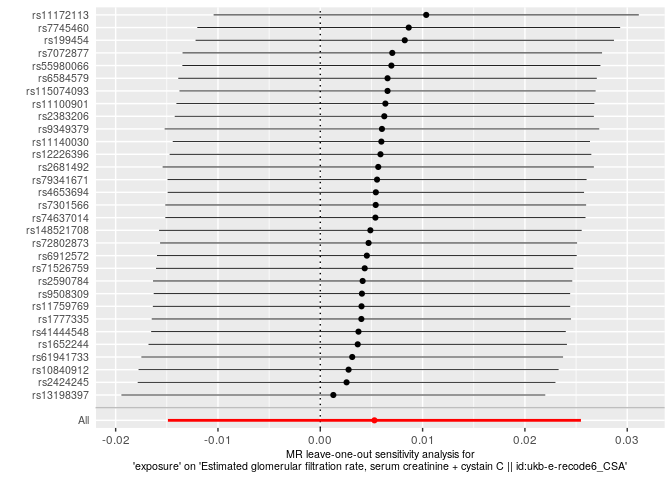 rs11172113
rs7745460
rs199454
rs7072877
rs55980066
rs6584579
rs115074093
rs11100901
rs2383206
rs9349379
rs11140030
rs12226396
rs2681492
rs79341671
rs4653694
rs7301566
rs74637014
rs148521708
rs72802873
rs6912572
rs71526759
rs2590784
rs9508309
rs11759769
rs1777335
rs41444548
rs1652244
rs61941733
rs10840912
rs2424245
rs13198397
All
-0.02 -0.01 0.00 0.01 0.02 0.03
MR leave-one-out sensitivity analysis for
'exposure' on 'Estimated glomerular filtration rate, serum creatinine + cystain C || id:ukb-e-recode6_CSA'